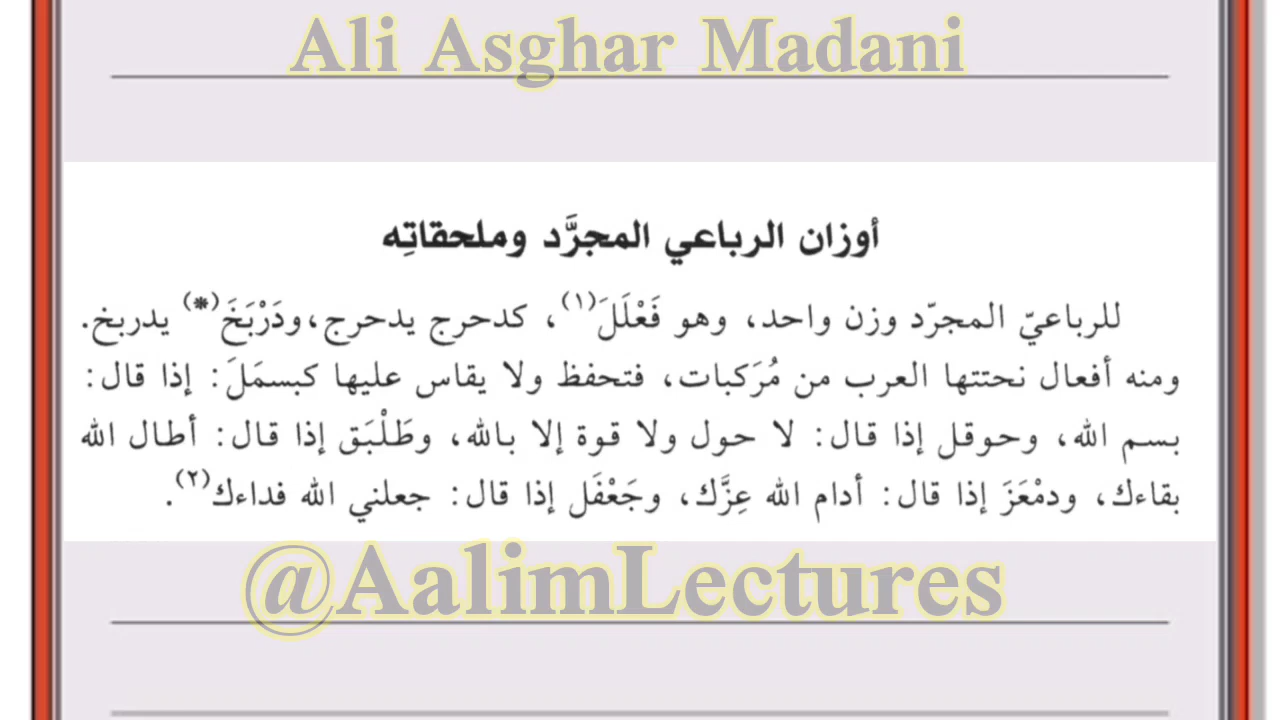 Ali Asghar Madani
أوزان الرباعي المجرَّد وملحقاتِه
للرباعيّ المجرّد وزن واحد، وهو فَعْلَلَ(١)، كدحرج يدحرج،ودَرْبَخَ(*) يدربخ.
ومنه أفعال نحتتها العرب من مُرَكبات، فتحفظ ولا يقاس عليها كبسمَلَ: إذا قال:
بسم الله، وحوقل إذا قال: لا حول ولا قوة إلا بالله، وطَلْبَق إذا قال: أطال الله
بقاءك، ودمْعَزَ إذا قال: أدام الله عِزَّك، وجَعْفَل إذا قال: جعلني الله فداءك(٢).
@AalimLectures